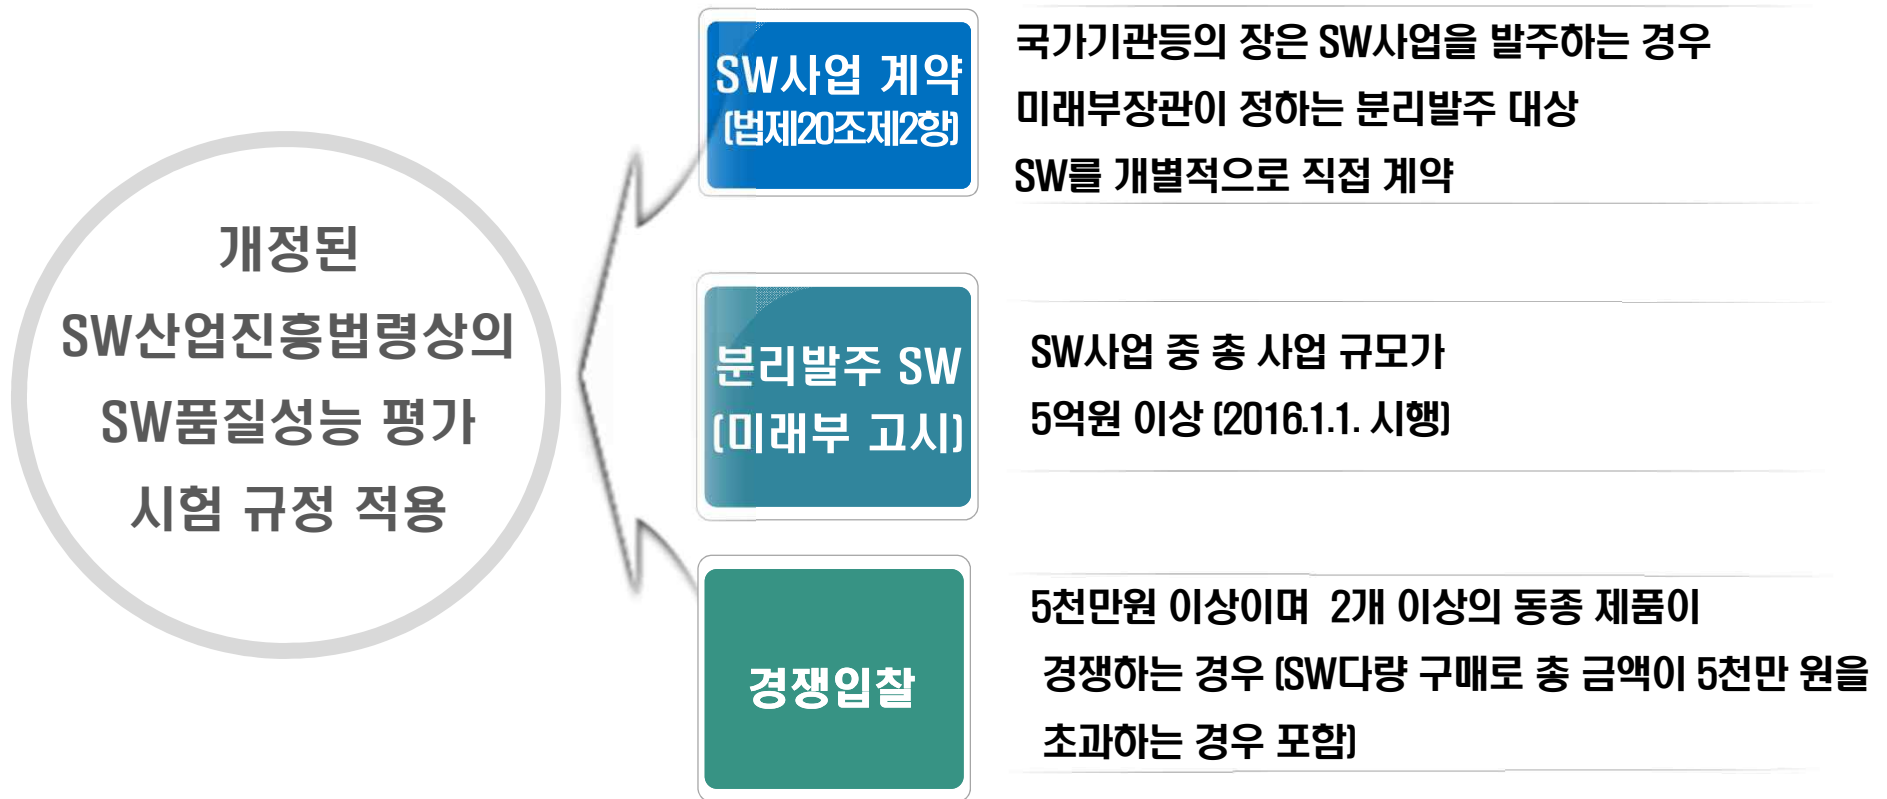 개정된
SW산업진흥법령상의
SW품질성능 평가
시험 규정 적용
SW사업 계약
(법제20조제2항)
국가기관등의 장은 SW사업을 발주하는 경우
미래부장관이 정하는 분리발주 대상
SW를 개별적으로 직접 계약
분리발주 SW
(미래부 고시)
SW사업 중 총 사업 규모가
5억원 이상 (2016.1.1. 시행)
경쟁입찰
5천만원 이상이며 2개 이상의 동종 제품이
경쟁하는 경우 (SW다량 구매로 총 금액이 5천만 원을
초과하는 경우 포함)